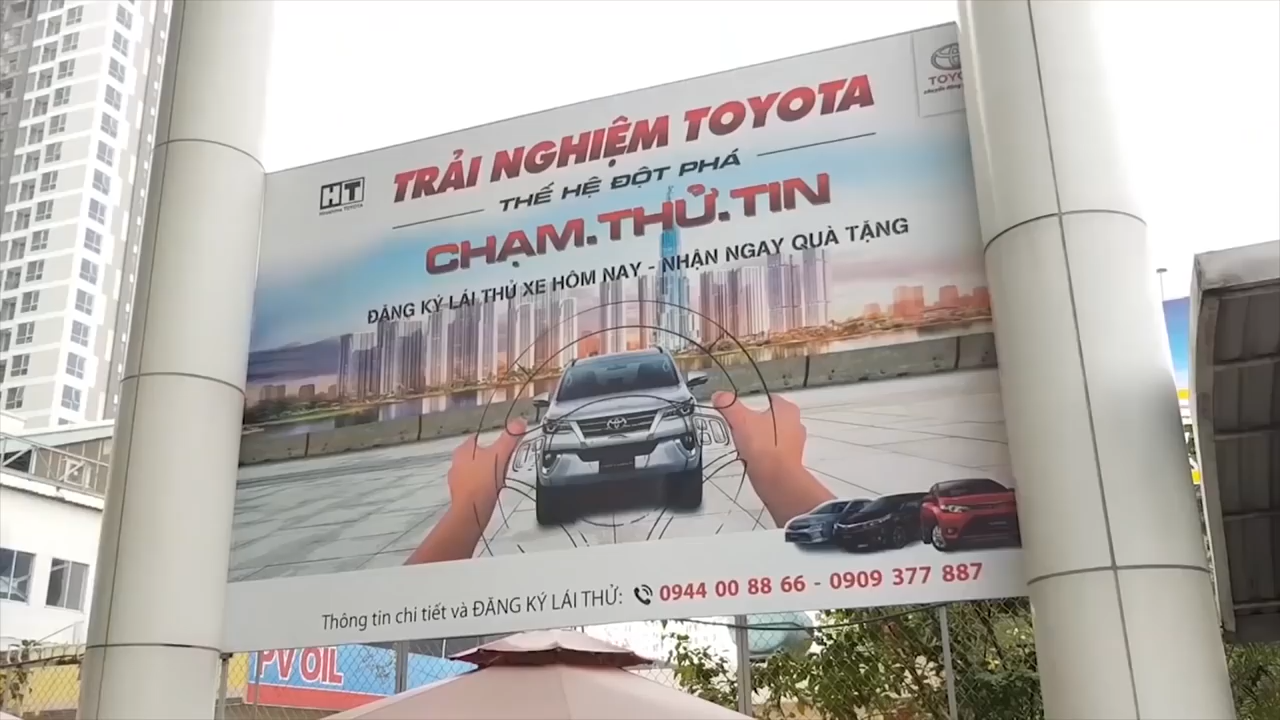 TOYO
HT
TRẢI NGHIỆM TOYOTA
THẾ HỆ ĐỘT PHÁ
CHẠM.THỬ.TIN
ĐĂNG KÝ LÁI THỬ XE HÔM NAY - NHẬN NGAY QUÀ TẶNG
Thông tin chi tiết và ĐĂNG KÝ LÁI THỬ: 0944 00 88 66 - 0909 377 887
PV OIL